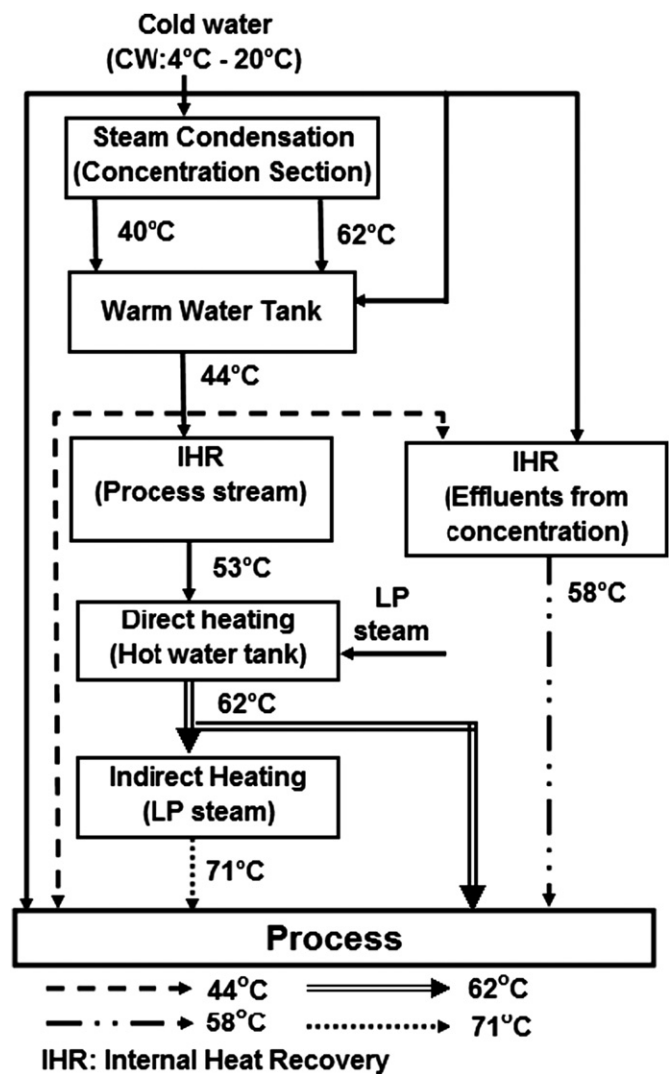 Cold water
(CW:4°C - 20°C)
Steam Condensation
(Concentration Section)
40°C
62°C
Warm Water Tank
44°C
IHR
(Process stream)
IHR
(Effluents from
concentration)
53°C
58°C
Direct heating
(Hot water tank)
LP
steam
62°C
Indirect Heating
(LP steam)
71°C
Process
44°C
62°C
58°C
71°C
IHR: Internal Heat Recovery